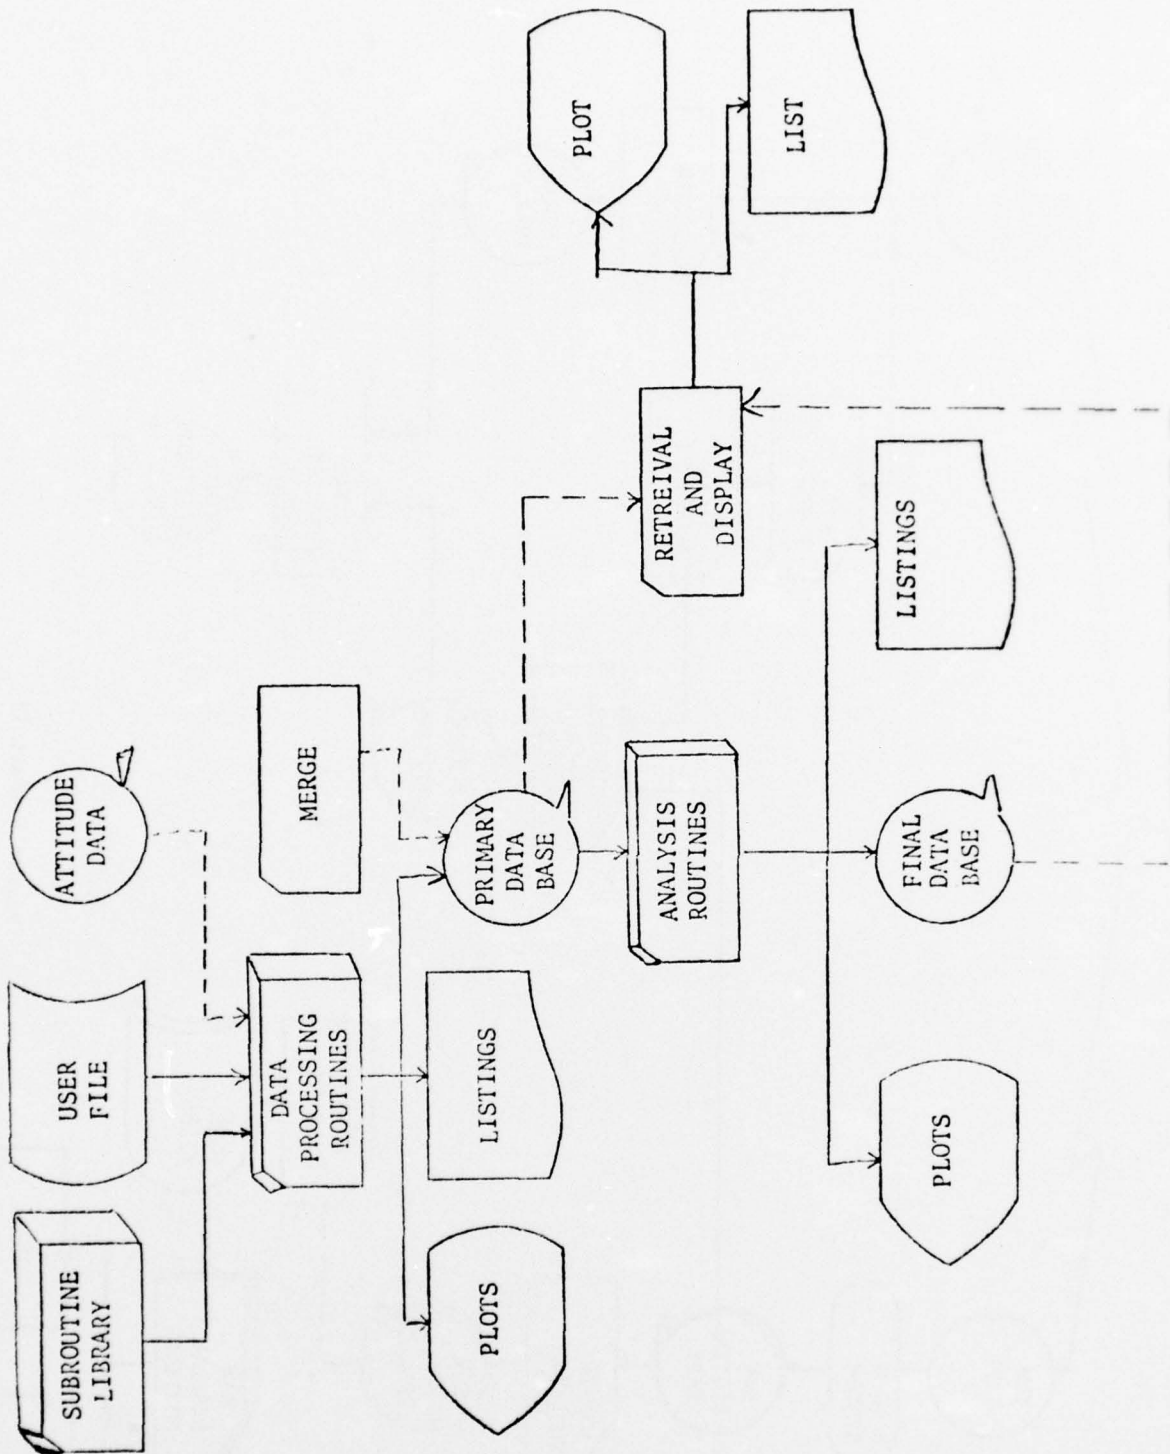 SUBROUTINE
LIBRARY
USER
FILE
ATTITUDE
DATA
DATA
PROCESSING
ROUTINES
MERGE
PLOTS
LISTINGS
PRIMARY
DATA
BASE
ANALYSIS
ROUTINES
RETREIVAL
AND
DISPLAY
PLOT
LIST
PLOTS
FINAL
DATA
BASE
LISTINGS